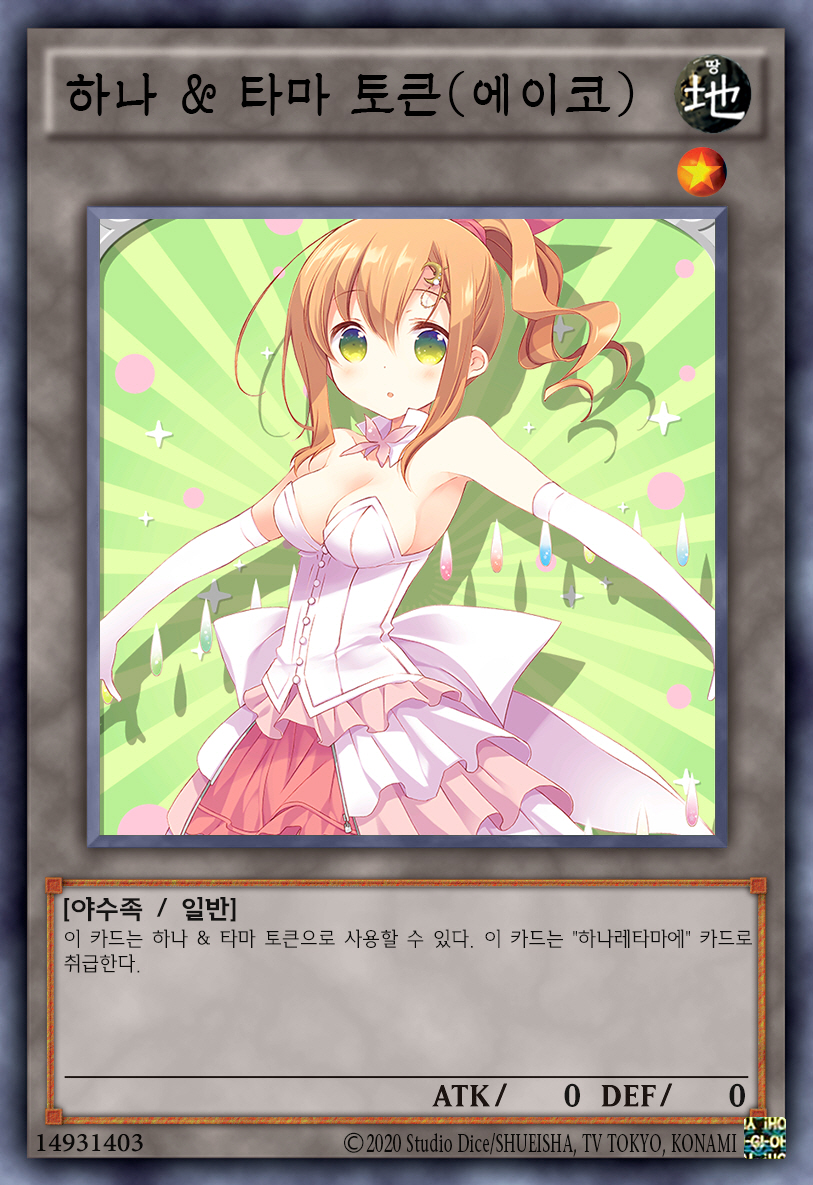 하나 & 타마 토큰(에이코)
땅
地
[야수족 / 일반]
이 카드는 하나 & 타마 토큰으로 사용할 수 있다. 이 카드는 "하나레타마에" 카드로
취급한다.
ATK/ 0 DEF/ 0
14931403
©2020 Studio Dice/SHUEISHA, TV TOKYO, KONAMI